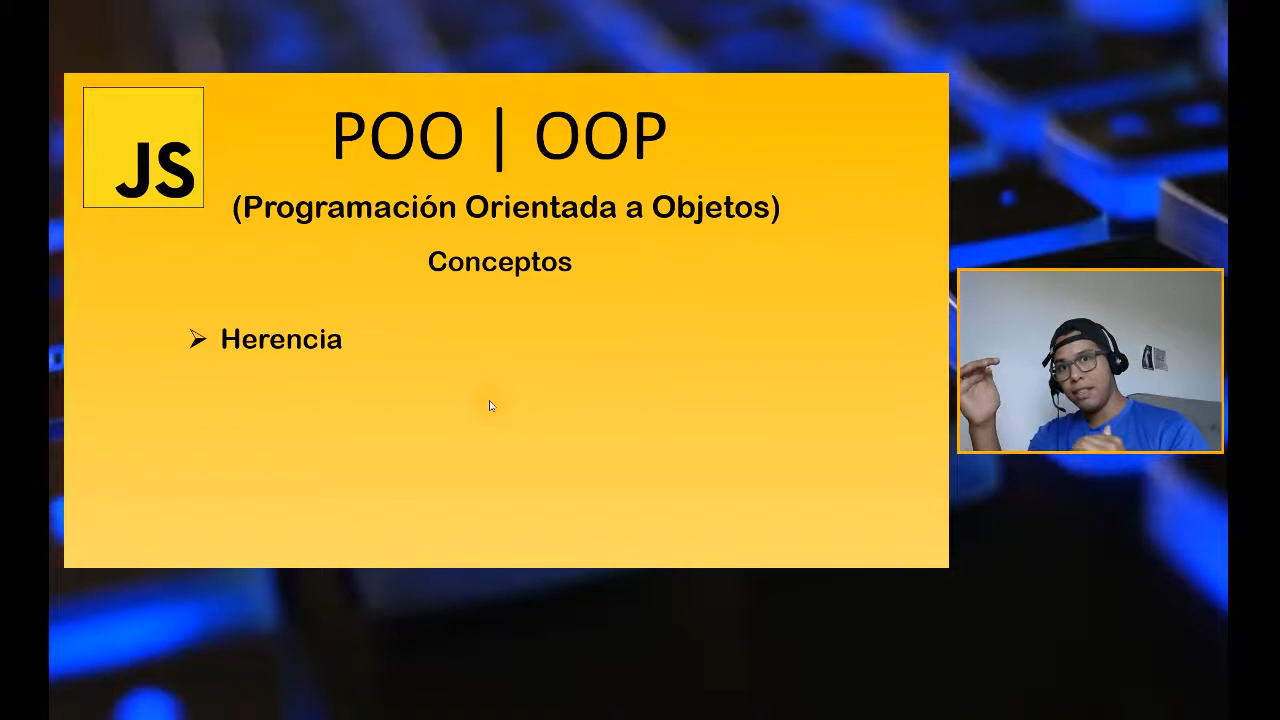 JS
POO | OOP
(Programación Orientada a Objetos)
Conceptos
➢ Herencia